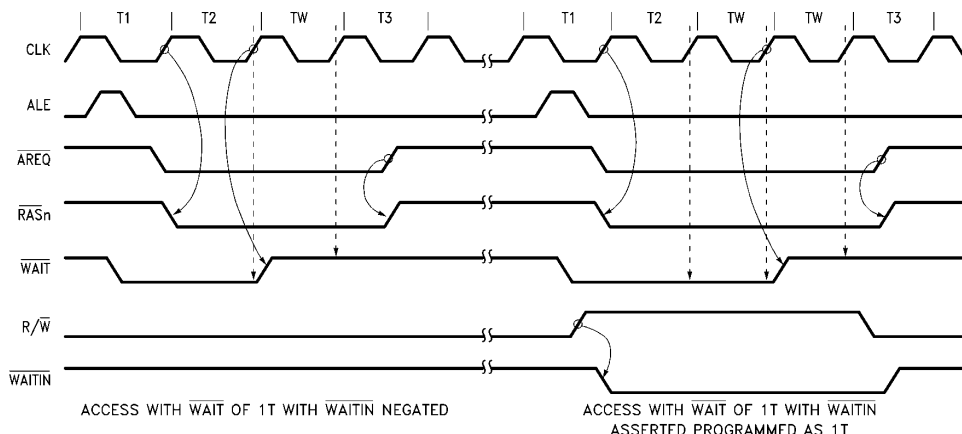 T1 T2 TW T3 T1 T2 TW TW T3
CLK
ALE
AREQ
RASn
WAIT
R/W
WAITIN
ACCESS WITH WAIT OF 1T WITH WAITIN NEGATED
ACCESS WITH WAIT OF 1T WITH WAITIN
ASSERTED PROGRAMMED AS 1T